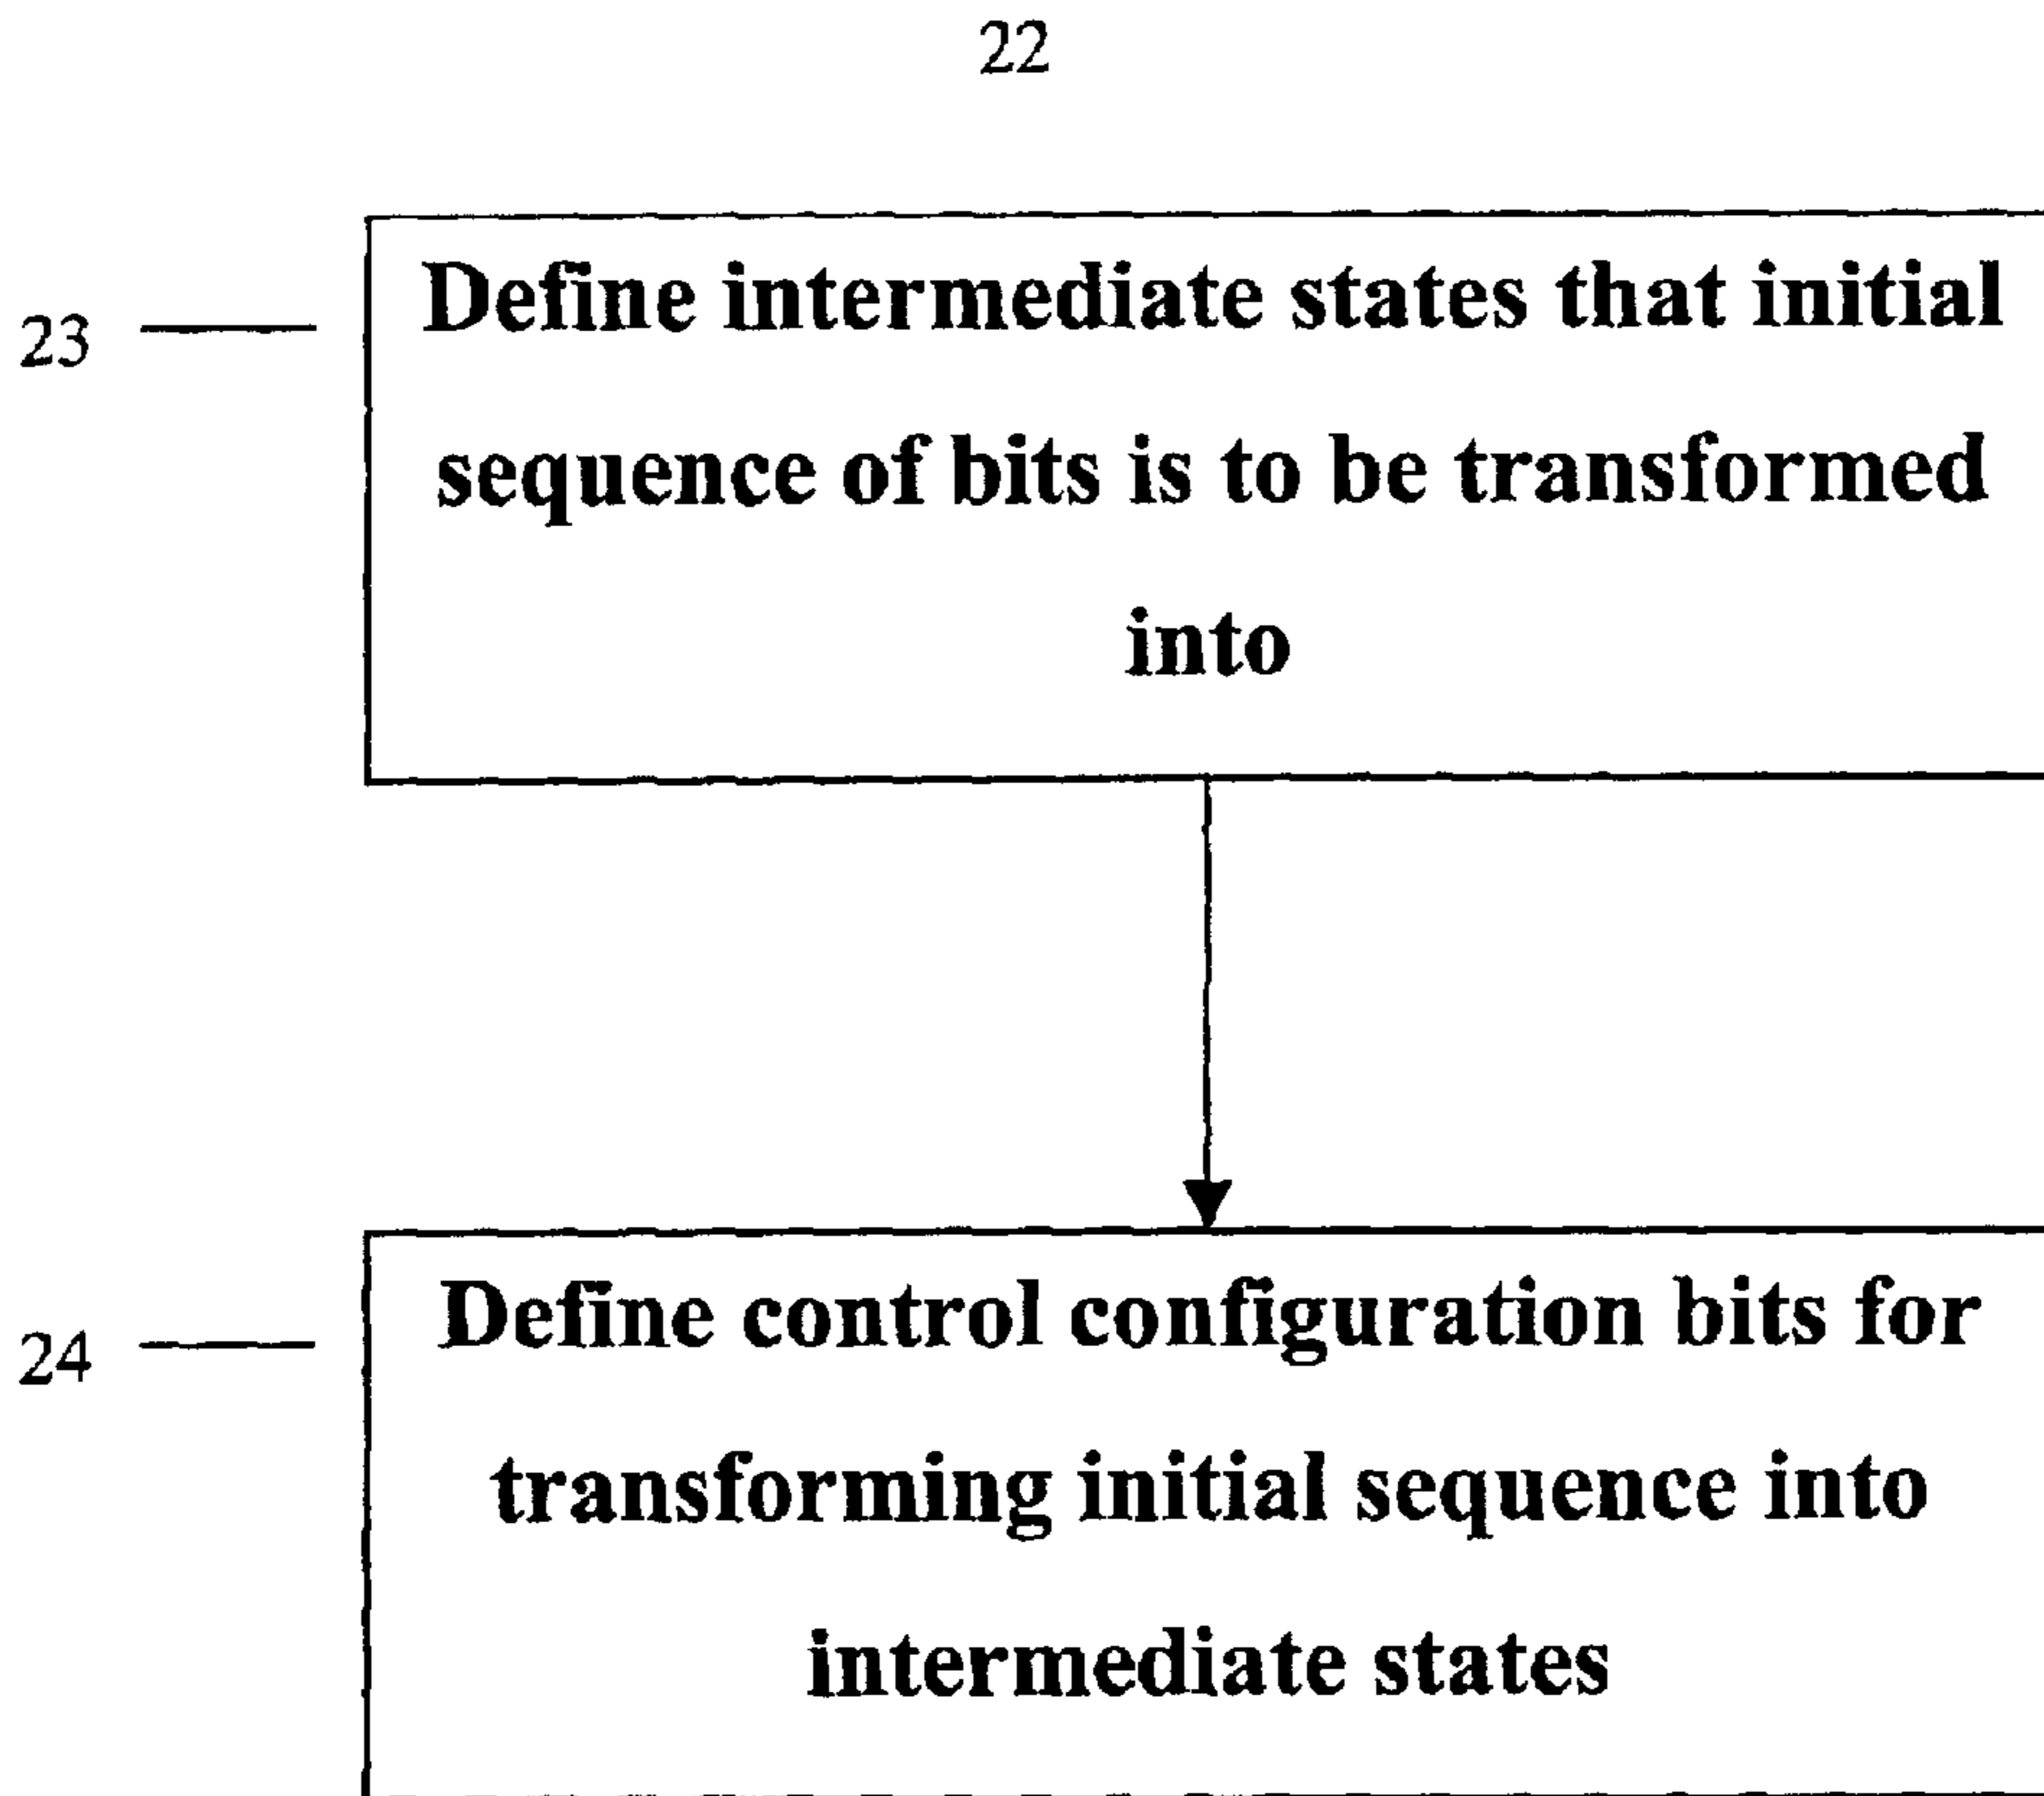 22
23
Define intermediate states that initial
sequence of bits is to be transformed
into
24
Define control configuration bits for
transforming initial sequence into
intermediate states